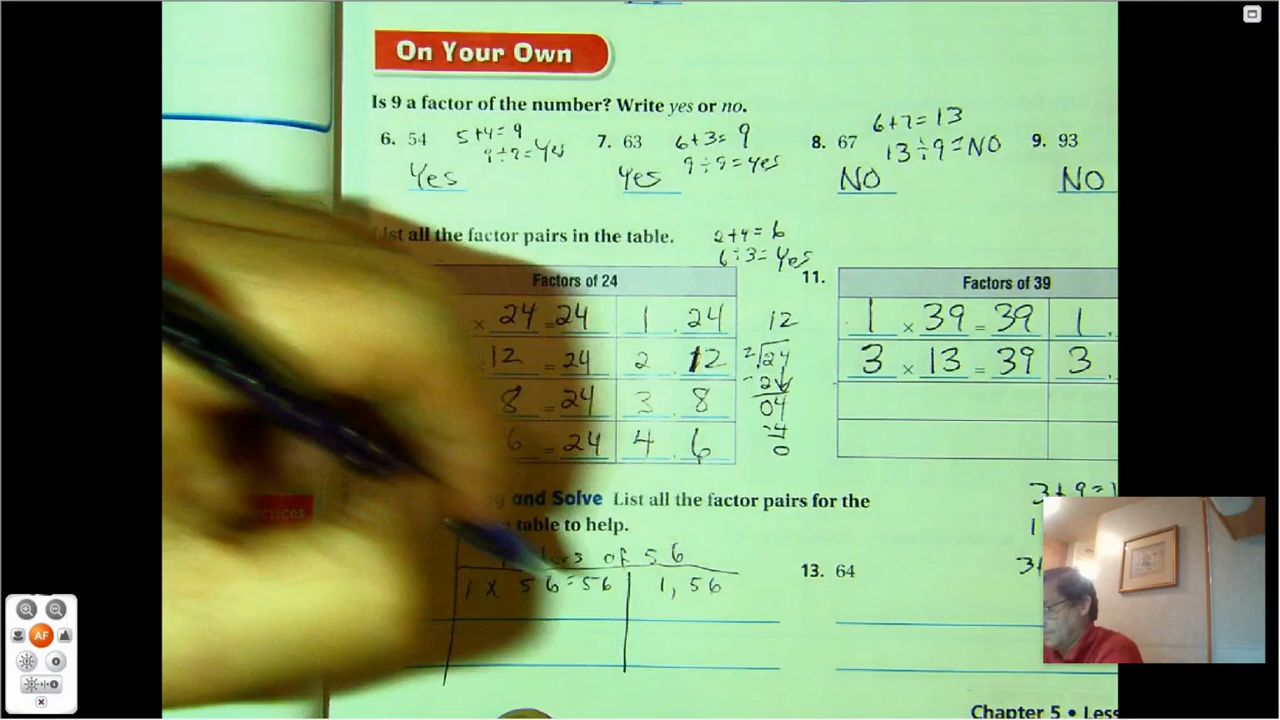 On Your Own
Is 9 a factor of the number? Write yes or no.
6. 54 5+4=9
9÷9=Yes
Yes
7. 63 6+3=9
9÷9=Yes
Yes
8. 67 6+7=13
13÷9=NO
NO
9. 93
NO
List all the factor pairs in the table.
2+4=6
6÷3=Yes
Factors of 24
× 24=24 1, 24
12 = 24 2, 12
8 = 24 3, 8
6 = 24 4, 6
12
2)24
-2↓
04
-4
0
11.
Factors of 39
1 × 39 = 39 1,
3 × 13 = 39 3,
and Solve List all the factor pairs for the
table to help.
of 56
1 X 56=56 1, 56
13. 64
3+9=1
AF
Chapter 5 • Less